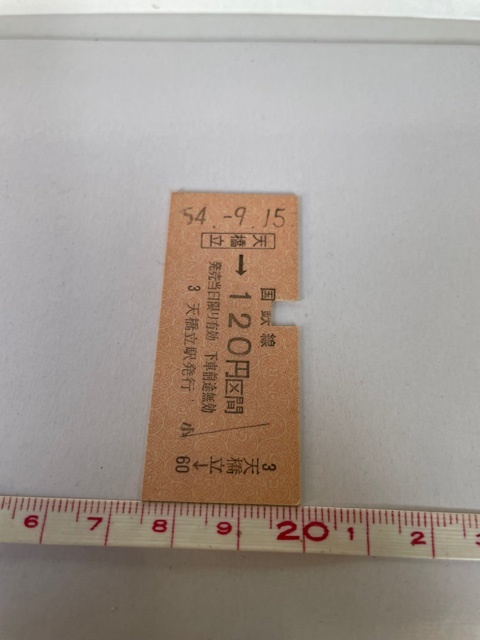 54.-9.15
天橋立
国鉄線
→120円区間
発売当日限り有効 下車前途無効
3 天橋立駅発行
小
3
天橋立
→
60
6 7 8 9 20 1 2